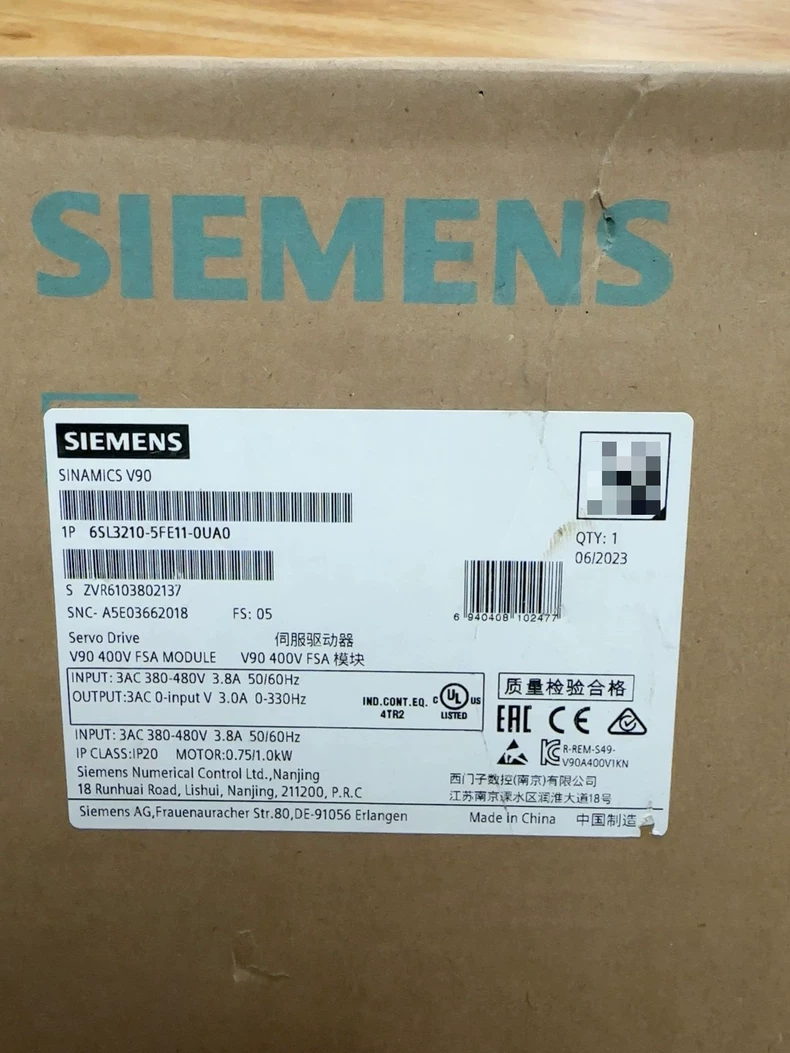 SIEMENS
SIEMENS
SINAMICS V90
1P 6SL3210-5FE11-0UA0
QTY: 1
06/2023
S ZVR6103802137
SNC- A5E03662018 FS: 05
6 940408 102477
Servo Drive 伺服驱动器
V90 400V FSA MODULE V90 400V FSA 模块
INPUT: 3AC 380-480V 3.8A 50/60Hz
OUTPUT:3AC 0-input V 3.0A 0-330Hz
IND.CONT.EQ.
4TR2
C UL US
LISTED
质量检验合格
EAC CE
INPUT: 3AC 380-480V 3.8A 50/60Hz
IP CLASS:IP20 MOTOR:0.75/1.0kW
R-REM-S49-
V90A400V1KN
Siemens Numerical Control Ltd.,Nanjing
18 Runhuai Road, Lishui, Nanjing, 211200, P.R.C
西门子数控(南京)有限公司
江苏南京溧水区润淮大道18号
Siemens AG,Frauenauracher Str.80,DE-91056 Erlangen
Made in China 中国制造